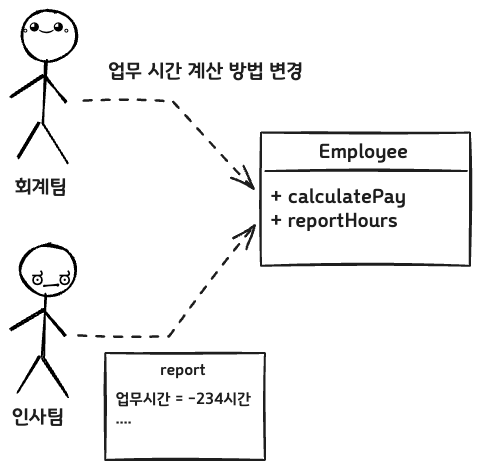 업무 시간 계산 방법 변경
회계팀
Employee
+ calculatePay
+ reportHours
인사팀
report
업무시간 = -234시간
....